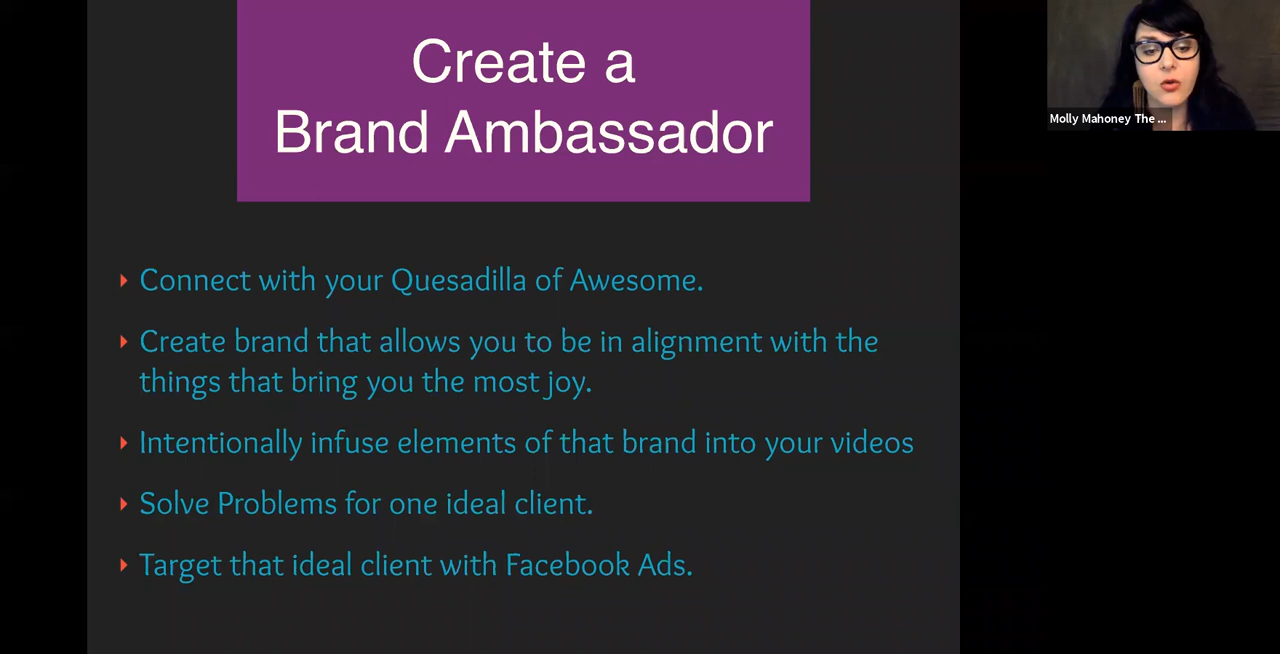 Create a
Brand Ambassador
Molly Mahoney The ...
Connect with your Quesadilla of Awesome.
Create brand that allows you to be in alignment with the
things that bring you the most joy.
Intentionally infuse elements of that brand into your videos
Solve Problems for one ideal client.
Target that ideal client with Facebook Ads.